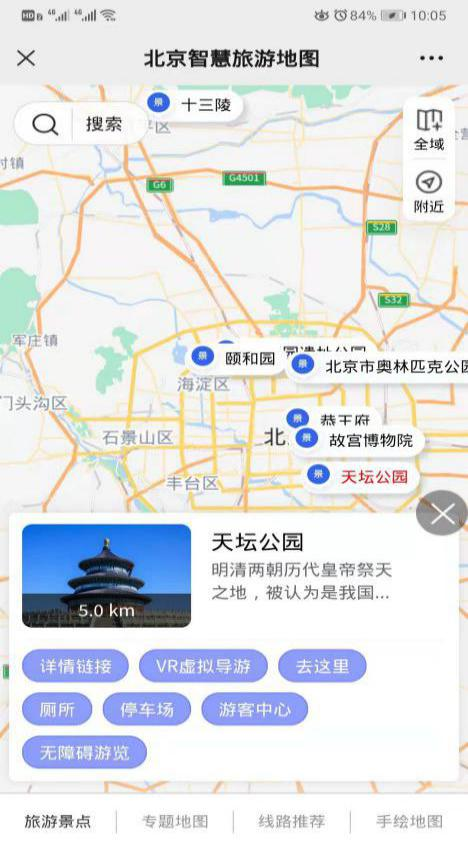 HD 4G 4G 84% 10:05
北京智慧旅游地图
十三陵
搜索
全域
附近
G6
G4501
S28
S32
军庄镇
颐和园
北京市奥林匹克公园
海淀区
门头沟区
恭王府
石景山区
故宫博物院
天坛公园
丰台区
天坛公园
明清两朝历代皇帝祭天
之地，被认为是我国...
5.0 km
详情链接 VR虚拟导游 去这里
厕所 停车场 游客中心
无障碍游览
旅游景点 专题地图 线路推荐 手绘地图